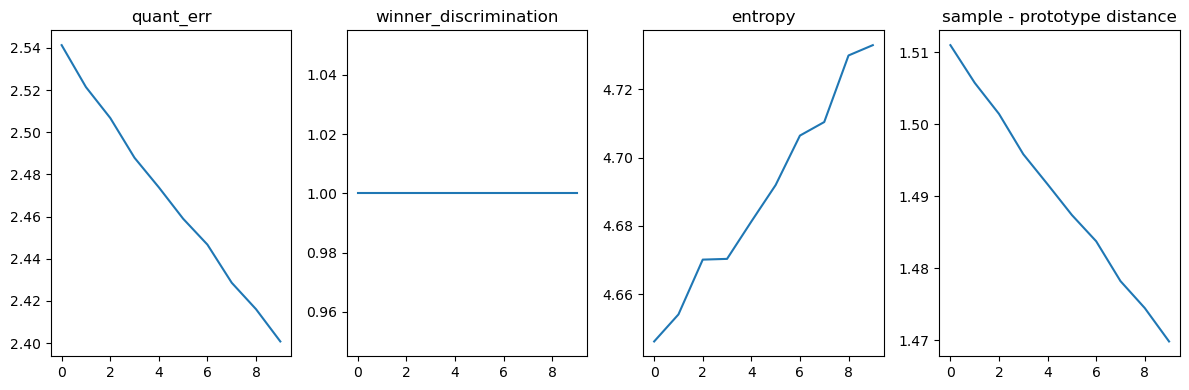 quant_err
2.54
2.52
2.50
2.48
2.46
2.44
2.42
2.40
0 2 4 6 8
winner_discrimination
1.04
1.02
1.00
0.98
0.96
0 2 4 6 8
entropy
4.72
4.70
4.68
4.66
0 2 4 6 8
sample - prototype distance
1.51
1.50
1.49
1.48
1.47
0 2 4 6 8